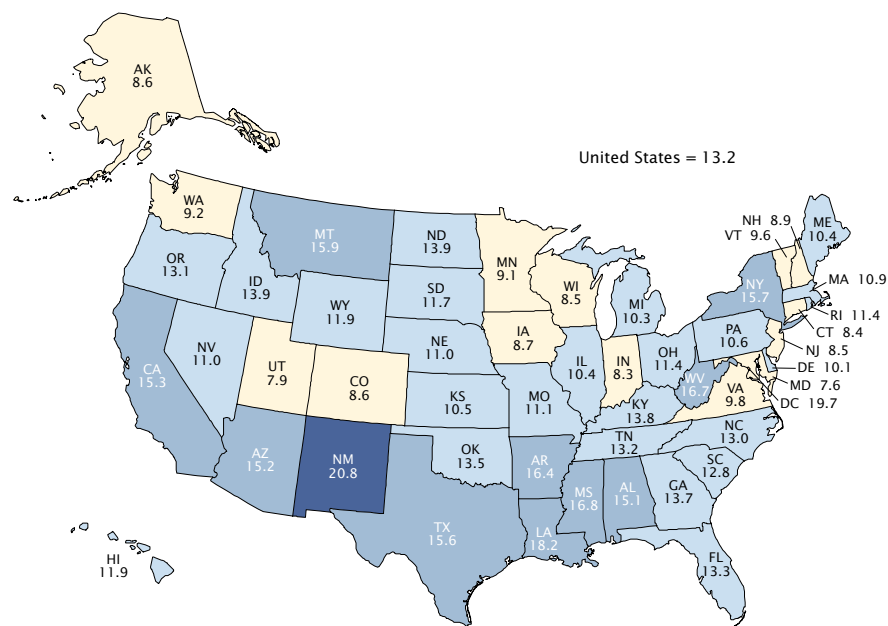 AK
8.6
United States = 13.2
WA
9.2
MT
15.9
ND
13.9
MN
9.1
NH 8.9
VT 9.6
ME
10.4
OR
13.1
ID
13.9
SD
11.7
WI
8.5
MI
10.3
NY
15.7
MA 10.9
RI 11.4
CT 8.4
NJ 8.5
DE 10.1
MD 7.6
DC 19.7
WY
11.9
NE
11.0
IA
8.7
PA
10.6
CA
15.3
NV
11.0
UT
7.9
CO
8.6
KS
10.5
MO
11.1
IL
10.4
IN
8.3
OH
11.4
WV
16.7
VA
9.8
KY
13.8
AZ
15.2
NM
20.8
OK
13.5
AR
16.4
TN
13.2
NC
13.0
SC
12.8
TX
15.6
LA
18.2
MS
16.8
AL
15.1
GA
13.7
FL
13.3
HI
11.9